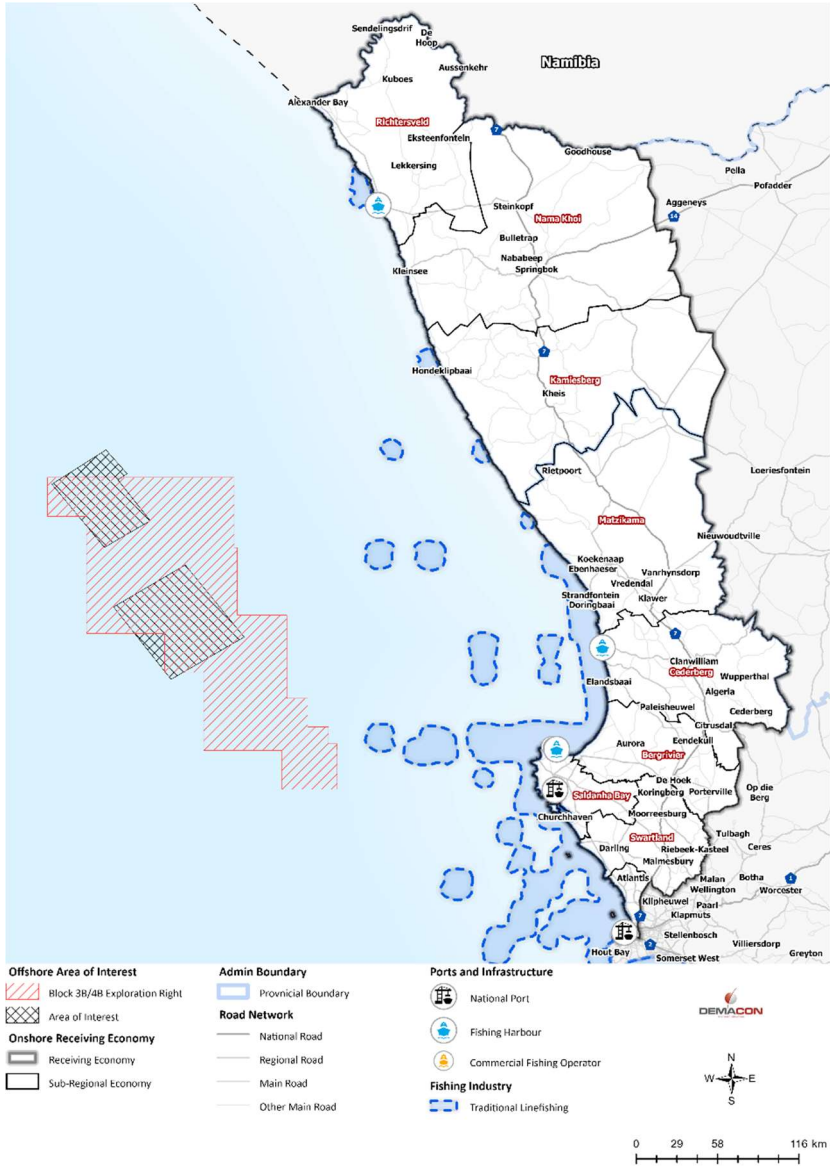 Sendelingsdrif
De
Hoop
Namibia
Aussenkehr
Kuboes
Alexander Bay
Richtersveld
7
Eksteenfontein
Goodhouse
Lekkersing
Pella
Pofadder
Steinkopf
Aggeneys
Nama Khoi
14
Bulletrap
Nababeep
Springbok
Kleinsee
7
Hondeklipbaai
Kamiesberg
Kheis
Rietpoort
Loeriesfontein
Matzikama
Nieuwoudtville
Koekenaap
Ebenhaeser
Vanrhynsdorp
Vredendal
Strandfontein
Klawer
Doringbaai
7
Clanwilliam
Cederberg
Wupperthal
Elandsbaai
Algeria
Paleisheuwel
Cederberg
Citrusdal
Aurora
Eendekuil
Bergrivier
De Hoek
Saldanha Bay
Koringberg
Porterville
Op die
Berg
Churchhaven
Moorreesburg
Swartland
Tulbagh
Darling
Riebeek-Kasteel
Ceres
Malmesbury
Atlantis
Malan
Botha
1
Wellington
Worcester
Klipheuwel
Paarl
7
Klapmuts
Stellenbosch
2
Villiersdorp
Hout Bay
Somerset West
Greyton
Offshore Area of Interest
Block 3B/4B Exploration Right
Area of Interest
Onshore Receiving Economy
Receiving Economy
Sub-Regional Economy
Admin Boundary
Provnicial Boundary
Road Network
National Road
Regional Road
Main Road
Other Main Road
Ports and Infrastructure
National Port
Fishing Harbour
Commercial Fishing Operator
Fishing Industry
Traditional Linefishing
DEMACON
N
W
E
S
0 29 58 116 km